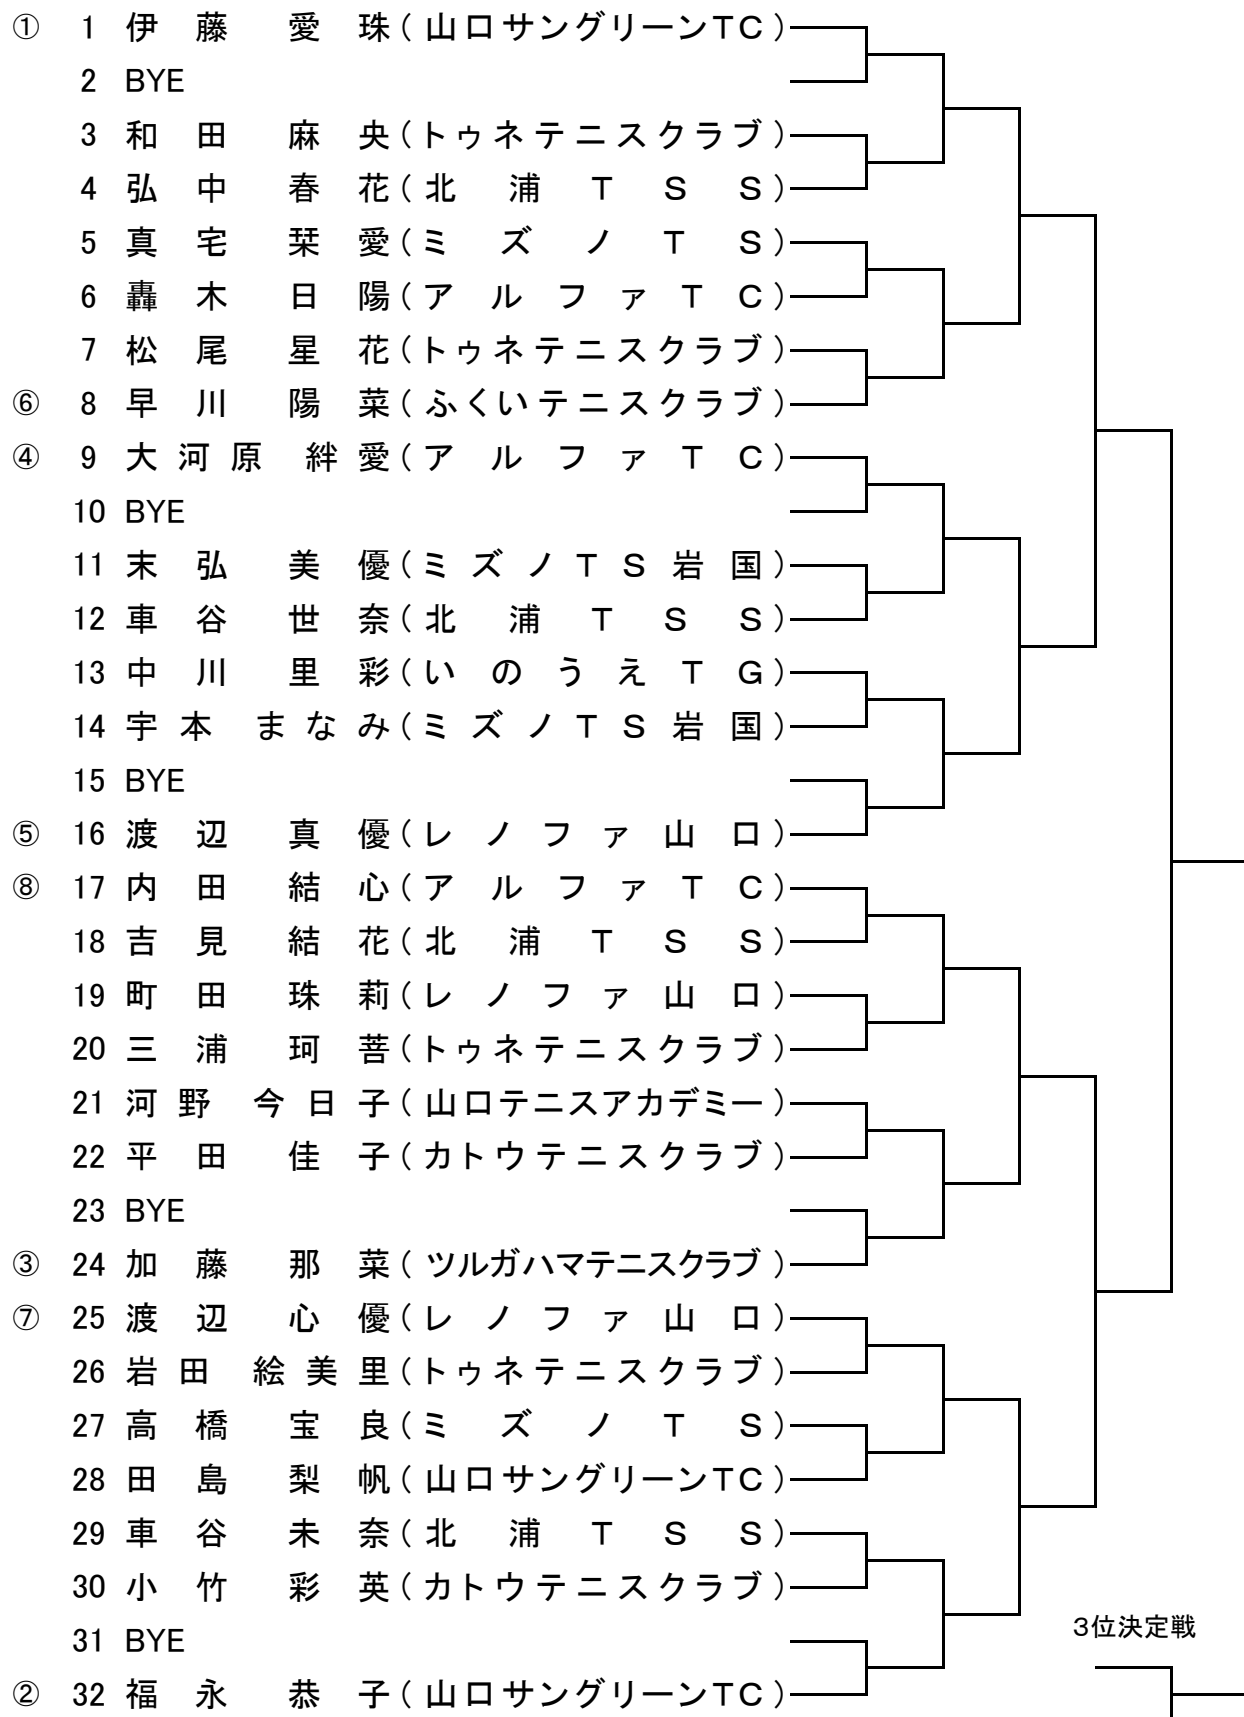 ① 1 伊藤 愛珠(山口サングリーンTC)
2 BYE
3 和田 麻央(トゥネテニスクラブ)
4 弘中 春花(北浦TSS)
5 真宅 栞愛(ミズノTS)
6 轟木 日陽(アルファTC)
7 松尾 星花(トゥネテニスクラブ)
⑥ 8 早川 陽菜(ふくいテニスクラブ)
④ 9 大河原 絆愛(アルファTC)
10 BYE
11 末弘 美優(ミズノTS岩国)
12 車谷 世奈(北浦TSS)
13 中川 里彩(いのうえTG)
14 宇本 まなみ(ミズノTS岩国)
15 BYE
⑤ 16 渡辺 真優(レノファ山口)
⑧ 17 内田 結心(アルファTC)
18 吉見 結花(北浦TSS)
19 町田 珠莉(レノファ山口)
20 三浦 珂菩(トゥネテニスクラブ)
21 河野 今日子(山口テニスアカデミー)
22 平田 佳子(カトウテニスクラブ)
23 BYE
③ 24 加藤 那菜(ツルガハマテニスクラブ)
⑦ 25 渡辺 心優(レノファ山口)
26 岩田 絵美里(トゥネテニスクラブ)
27 高橋 宝良(ミズノTS)
28 田島 梨帆(山口サングリーンTC)
29 車谷 未奈(北浦TSS)
30 小竹 彩英(カトウテニスクラブ)
31 BYE
3位決定戦
② 32 福永 恭子(山口サングリーンTC)